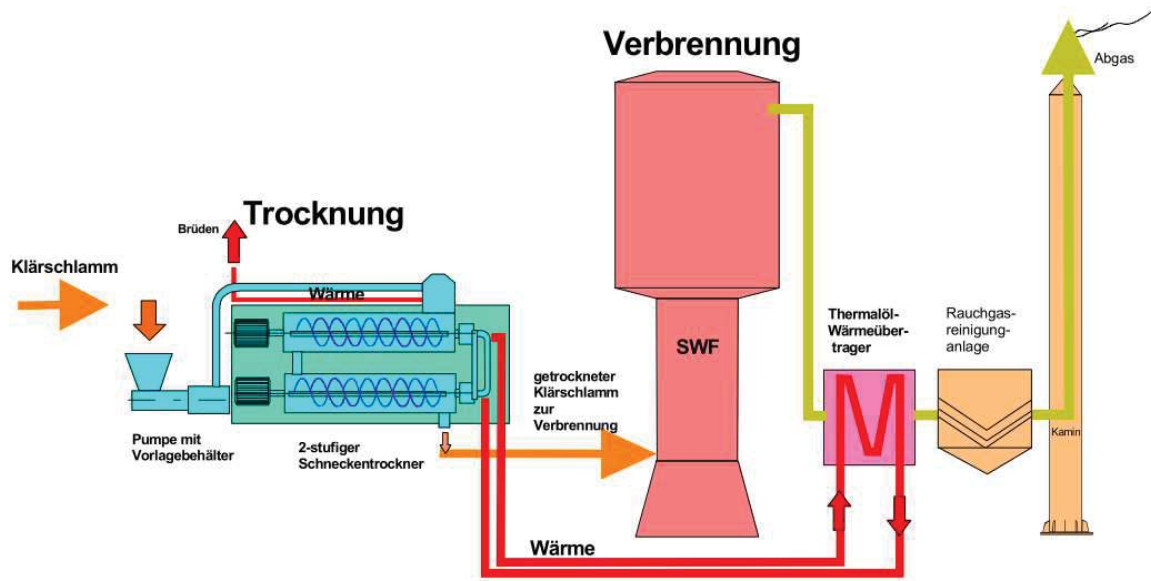 Verbrennung
Abgas
Trocknung
Brüden
Klärschlamm
Wärme
Thermalöl-
Wärmeüber-
trager
Rauchgas-
reinigung-
anlage
SWF
getrockneter
Klärschlamm
zur
Verbrennung
Kamin
Pumpe mit
Vorlagebehälter
2-stufiger
Schneckentrockner
Wärme